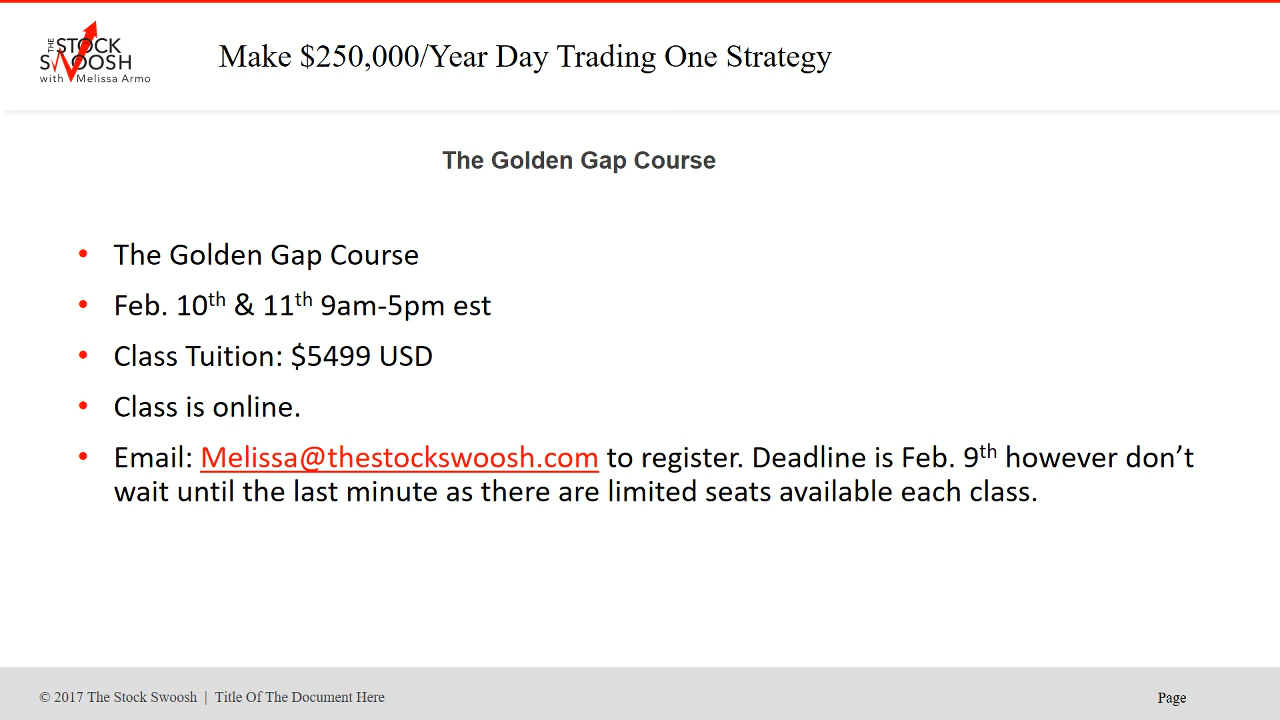 THE
STOCK
SWOOSH
with Melissa Armo
Make $250,000/Year Day Trading One Strategy
The Golden Gap Course
• The Golden Gap Course
• Feb. 10th & 11th 9am-5pm est
• Class Tuition: $5499 USD
• Class is online.
• Email: Melissa@thestockswoosh.com to register. Deadline is Feb. 9th however don’t
wait until the last minute as there are limited seats available each class.
© 2017 The Stock Swoosh | Title Of The Document Here
Page